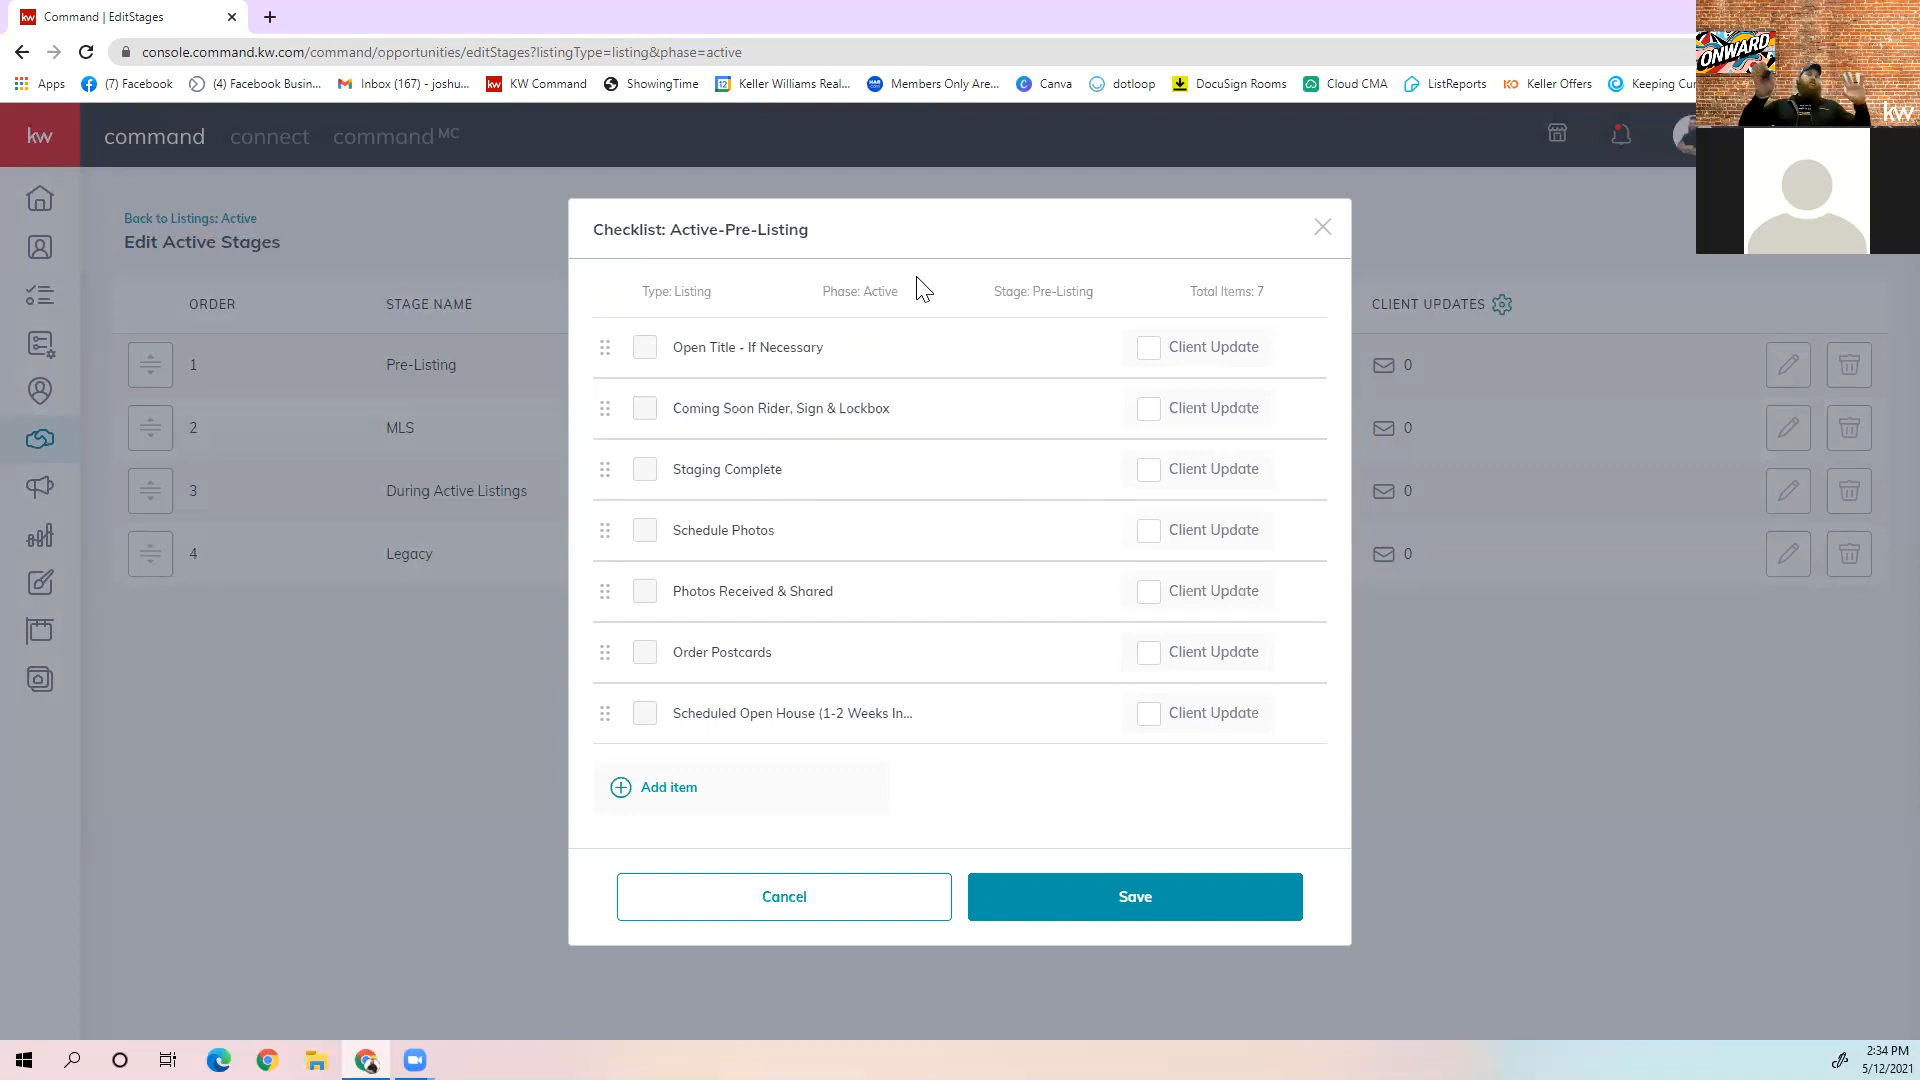 kw Command | EditStages
console.command.kw.com/command/opportunities/editStages?listingType=listing&phase=active
Apps (7) Facebook (4) Facebook Busin... Inbox (167) - joshu... KW Command ShowingTime Keller Williams Real... Members Only Are... Canva dotloop DocuSign Rooms Cloud CMA ListReports Keller Offers Keeping Cur
ONWARD
kw
kw command connect command MC
Back to Listings: Active
Edit Active Stages
Checklist: Active-Pre-Listing
Type: Listing Phase: Active Stage: Pre-Listing Total Items: 7
ORDER STAGE NAME CLIENT UPDATES
1 Pre-Listing 0
2 MLS 0
3 During Active Listings 0
4 Legacy 0
Open Title - If Necessary Client Update
Coming Soon Rider, Sign & Lockbox Client Update
Staging Complete Client Update
Schedule Photos Client Update
Photos Received & Shared Client Update
Order Postcards Client Update
Scheduled Open House (1-2 Weeks In... Client Update
Add item
Cancel Save
2:34 PM
5/12/2021